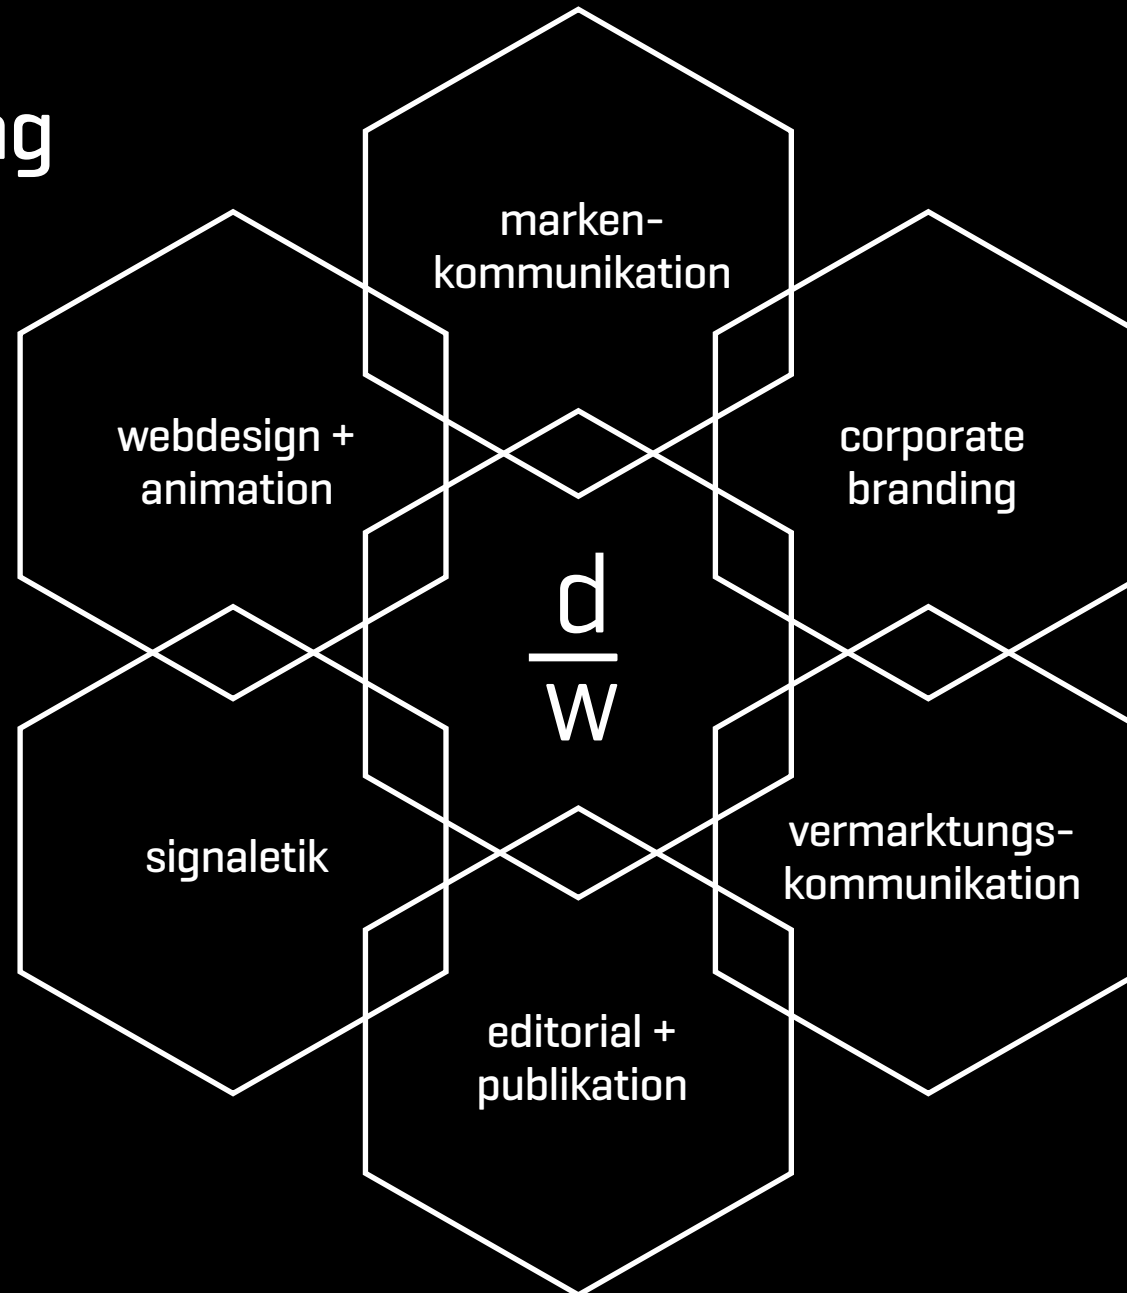 ng
marken-
kommunikation
webdesign +
animation
corporate
branding
d
w
signaletik
vermarktungs-
kommunikation
editorial +
publikation